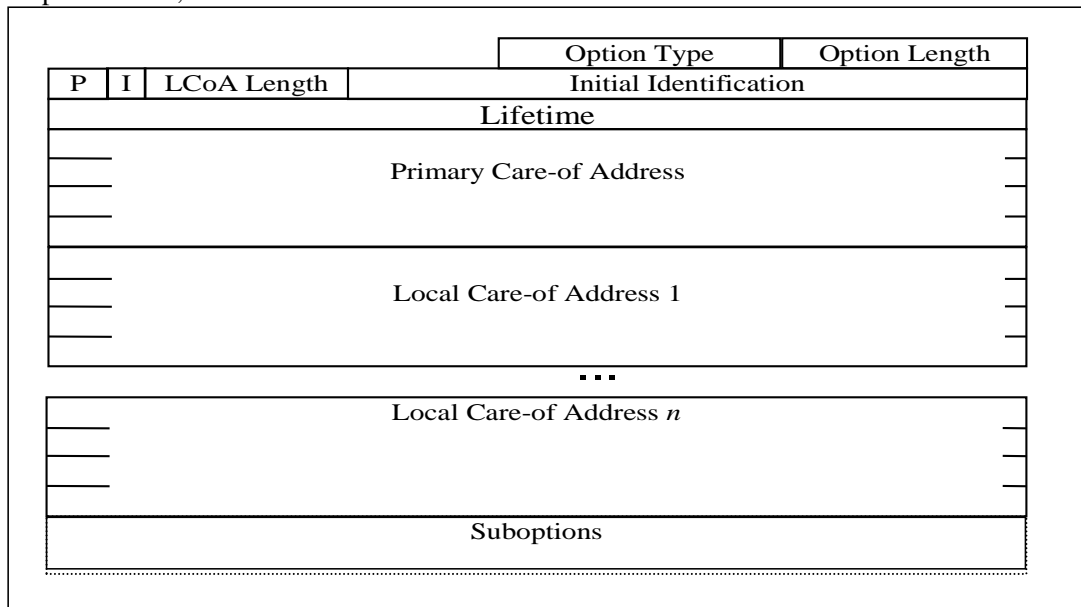 Option Type Option Length
P I LCoA Length Initial Identification
Lifetime
Primary Care-of Address
Local Care-of Address 1
...
Local Care-of Address n
Suboptions